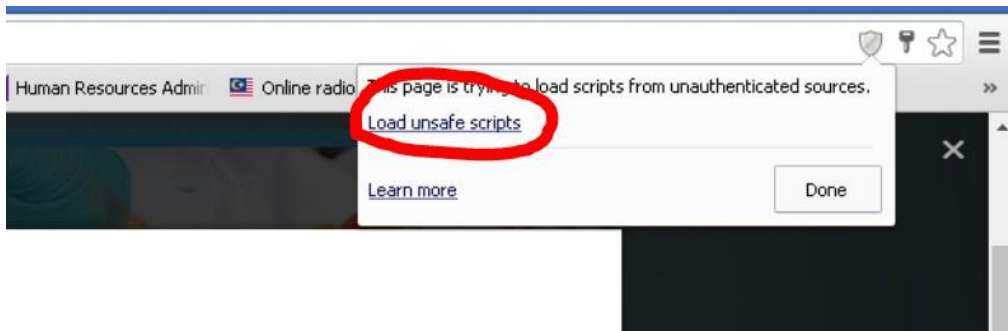 Human Resources Admir
Online radio
This page is trying to load scripts from unauthenticated sources.
Load unsafe scripts
Learn more
Done